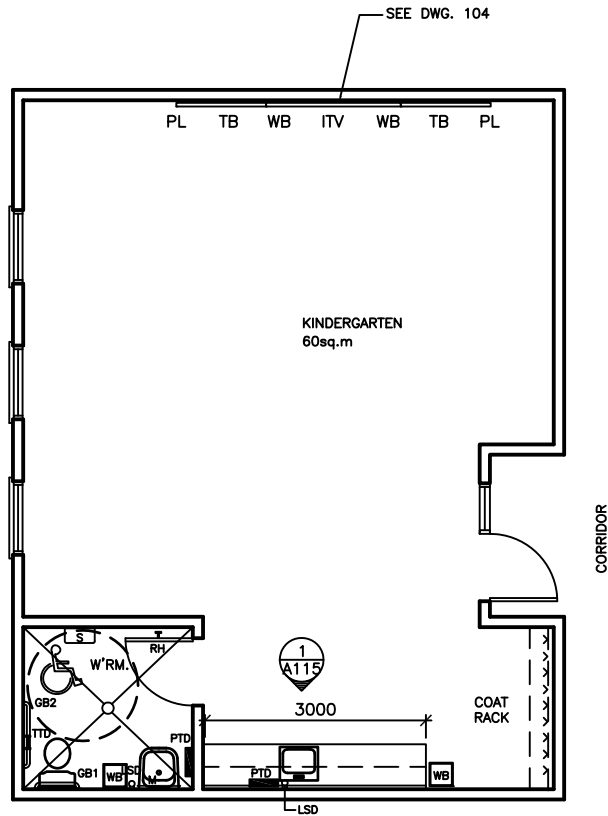 SEE DWG. 104
PL TB WB ITV WB TB PL
KINDERGARTEN
60sq.m
CORRIDOR
S
RH
W'RM.
1
A115
GB2
3000
COAT
RACK
TTD
PTD
GB1
WB
SD
M
PTD
WB
LSD